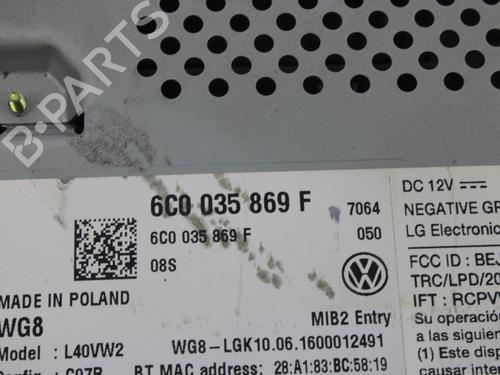 B-PARTS
6C0 035 869 F
7064
6C0 035 869 F
050
08S
DC 12V
NEGATIVE GR
LG Electronic
FCC ID : BEJ
TRC/LPD/20
IFT : RCPV
Su operación
a las siguient
(1) Este disp
MADE IN POLAND
WG8
MIB2 Entry
Model : L40VW2
WG8-LGK10.06.1600012491
BT MAC address : 28:A1:83:BC:58:19